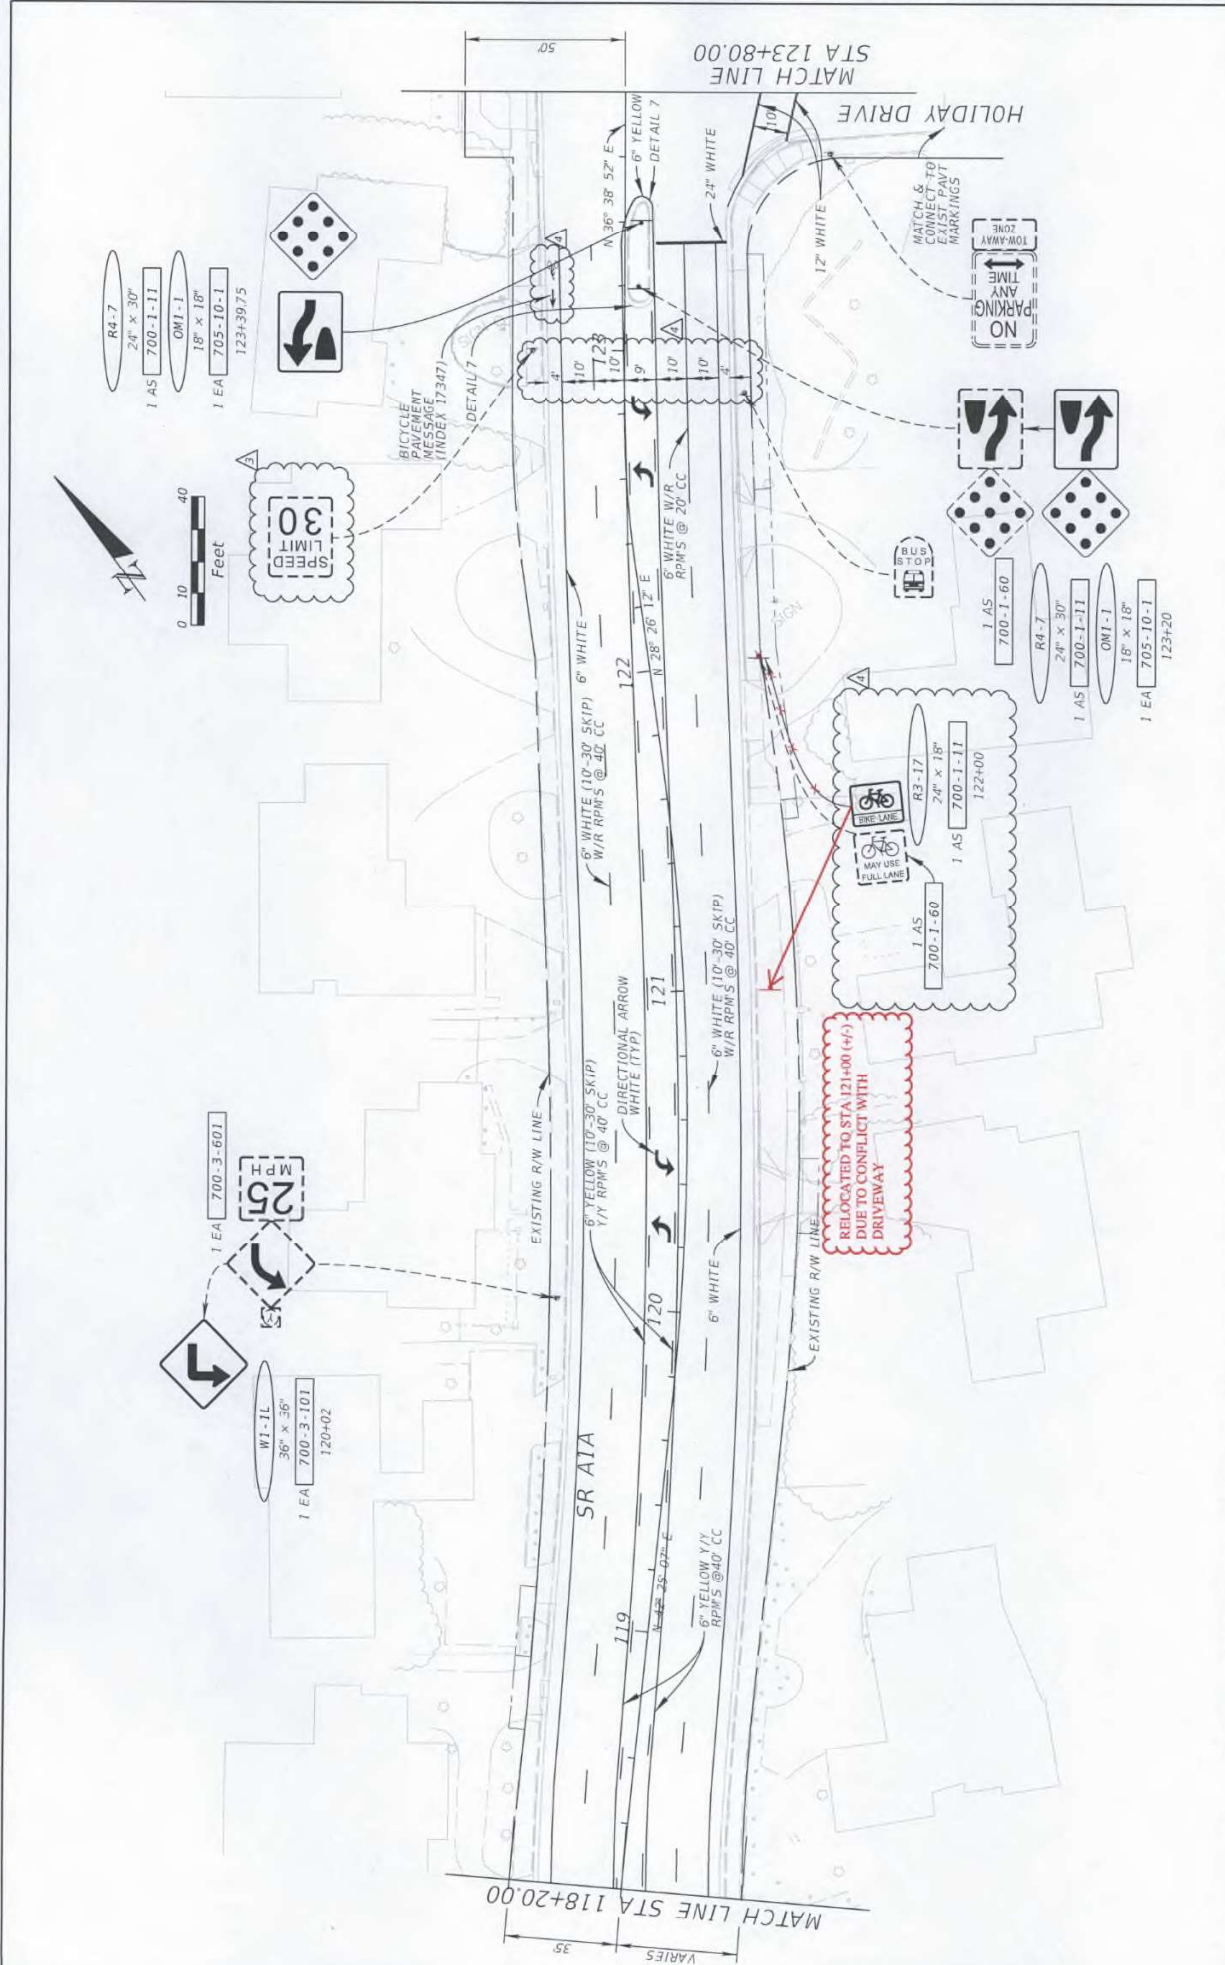 50'
MATCH LINE
STA 123+80.00
HOLIDAY DRIVE
N 36° 38' 52" E
6" YELLOW
DETAIL 7
24" WHITE
10'
12" WHITE
12" WHITE
MATCH &
CONNECT TO
EXIST PAVT
MARKINGS
TOW-AWAY
ZONE
NO
PARKING
ANY
TIME
R4-7
24" x 30"
1 AS 700-1-11
OM1-1
18" x 18"
1 EA 705-10-1
123+39.75
BICYCLE
PAVEMENT
MESSAGE
(INDEX 17347)
DETAIL 7
4
4
123
4'
10'
10'
9'
10'
10'
4'
3
SPEED
LIMIT
30
0 10 40
Feet
6" WHITE
6" WHITE (10'-30' SKIP)
W/R RPM'S @ 40' CC
122
N 28° 26' 12" E
6" WHITE W/R
RPM'S @ 20' CC
SIGN
BUS
STOP
1 AS
700-1-60
R4-7
24" x 30"
1 AS 700-1-11
OM1-1
18" x 18"
1 EA 705-10-1
123+20
4
BIKE LANE
R3-17
24" x 18"
1 AS 700-1-11
122+00
MAY USE
FULL LANE
1 AS
700-1-60
RELOCATED TO STA 121+00 (+/-)
DUE TO CONFLICT WITH
DRIVEWAY
121
DIRECTIONAL ARROW
WHITE (TYP)
6" WHITE (10'-30' SKIP)
W/R RPM'S @ 40' CC
6" YELLOW (10'-30' SKIP)
Y/Y RPM'S @ 40' CC
EXISTING R/W LINE
1 EA 700-3-601
25
MPH
W1-1L
36" x 36"
1 EA 700-3-101
120+02
120
6" WHITE
EXISTING R/W LINE
SR A1A
119
N 42° 25' 07" E
6" YELLOW Y/Y
RPM'S @40' CC
MATCH LINE STA 118+20.00
35'
VARIES